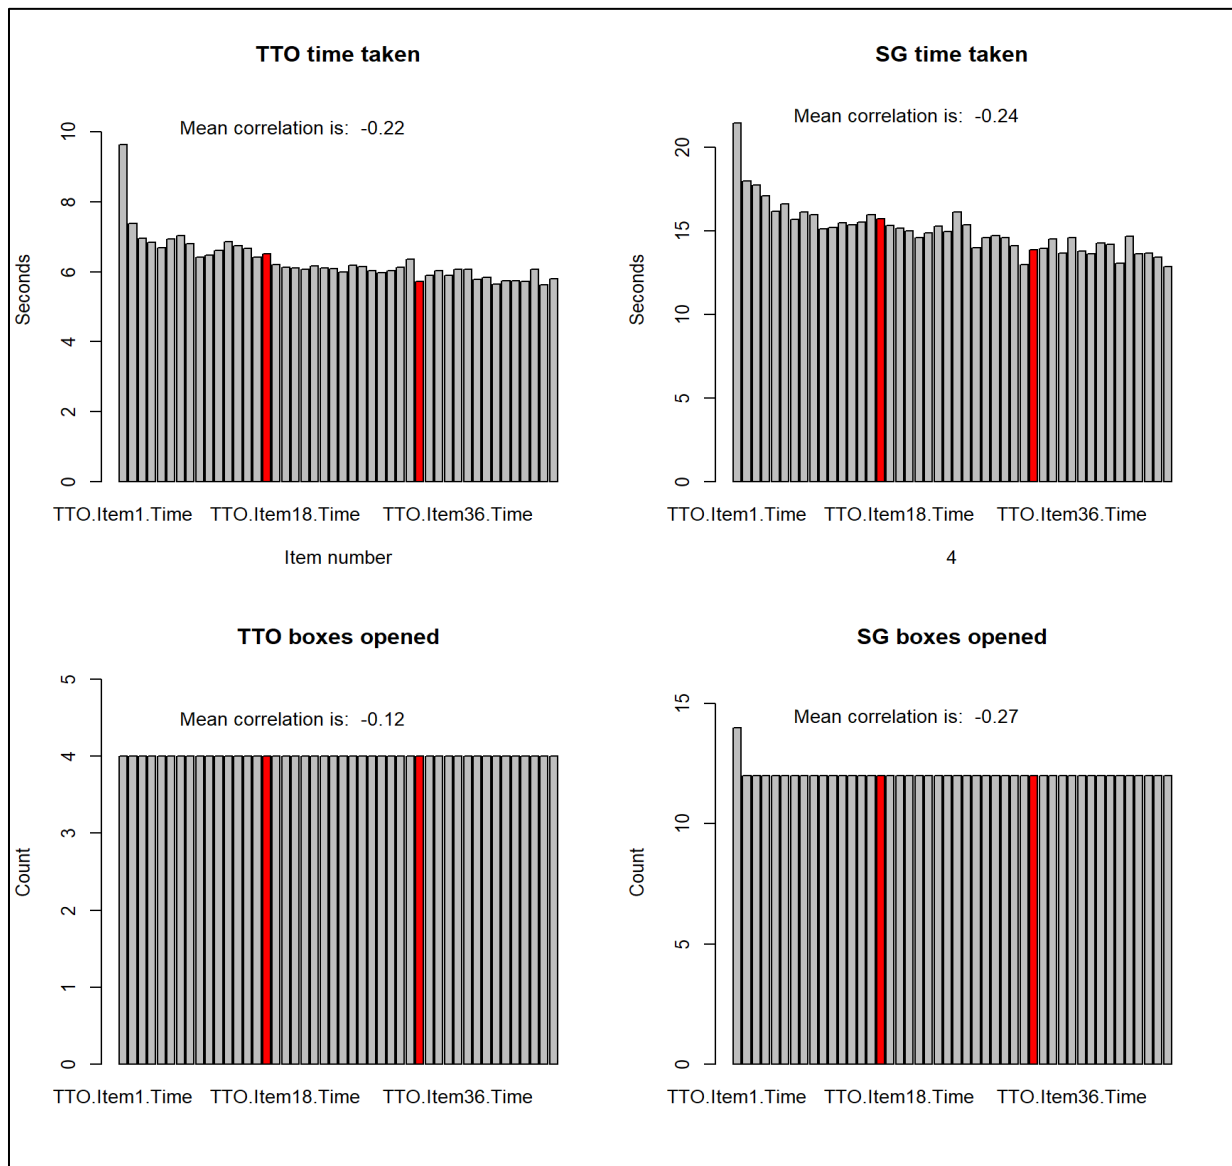 TTO time taken
Mean correlation is:  -0.22
10
8
6
4
2
0
Seconds
TTO.Item1.Time TTO.Item18.Time TTO.Item36.Time
Item number
SG time taken
Mean correlation is:  -0.24
20
15
10
5
0
Seconds
TTO.Item1.Time TTO.Item18.Time TTO.Item36.Time
4
TTO boxes opened
Mean correlation is:  -0.12
5
4
3
2
1
0
Count
TTO.Item1.Time TTO.Item18.Time TTO.Item36.Time
SG boxes opened
Mean correlation is:  -0.27
15
10
5
0
Count
TTO.Item1.Time TTO.Item18.Time TTO.Item36.Time